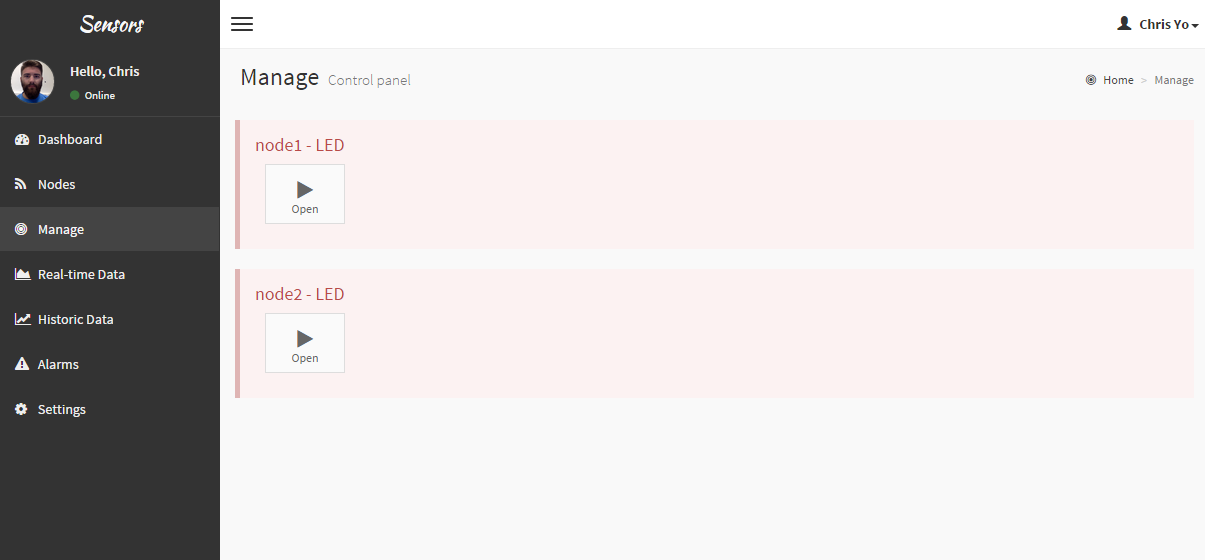 Sensors
Chris Yo
Hello, Chris
Online
Dashboard
Nodes
Manage
Real-time Data
Historic Data
Alarms
Settings
Manage Control panel
Home > Manage
node1 - LED
Open
node2 - LED
Open